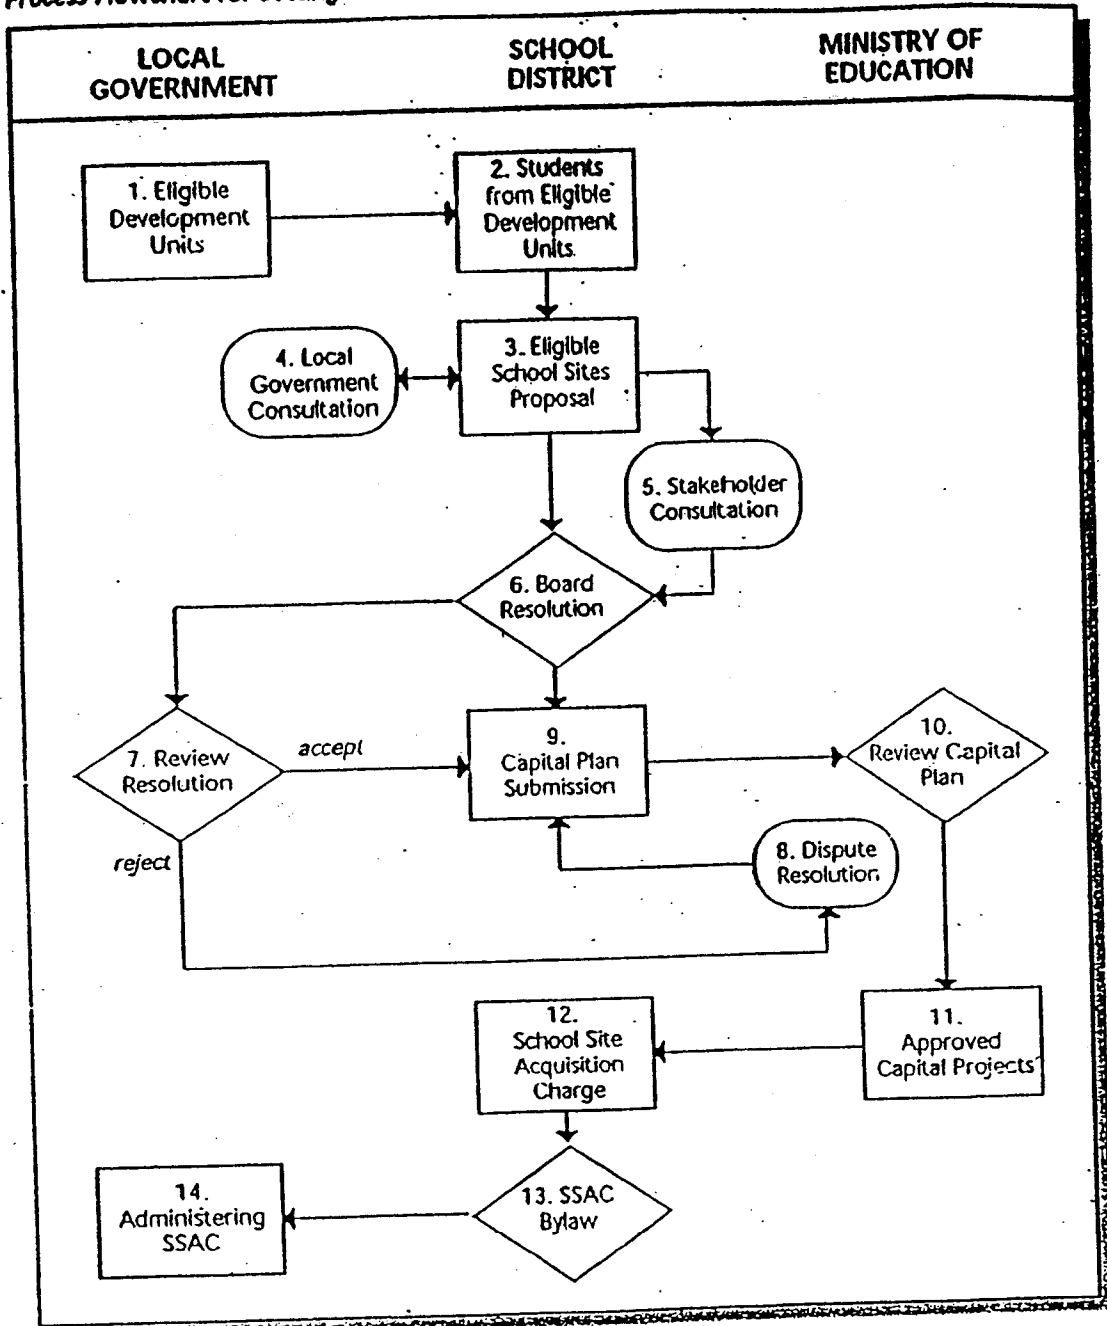 LOCAL
GOVERNMENT
SCHOOL
DISTRICT
MINISTRY OF
EDUCATION
1. Eligible
Development
Units
2. Students
from Eligible
Development
Units
4. Local
Government
Consultation
3. Eligible
School Sites
Proposal
5. Stakeholder
Consultation
6. Board
Resolution
7. Review
Resolution
accept
reject
9.
Capital Plan
Submission
10.
Review Capital
Plan
8. Dispute
Resolution
12.
School Site
Acquisition
Charge
11.
Approved
Capital Projects
14.
Administering
SSAC
13. SSAC
Bylaw